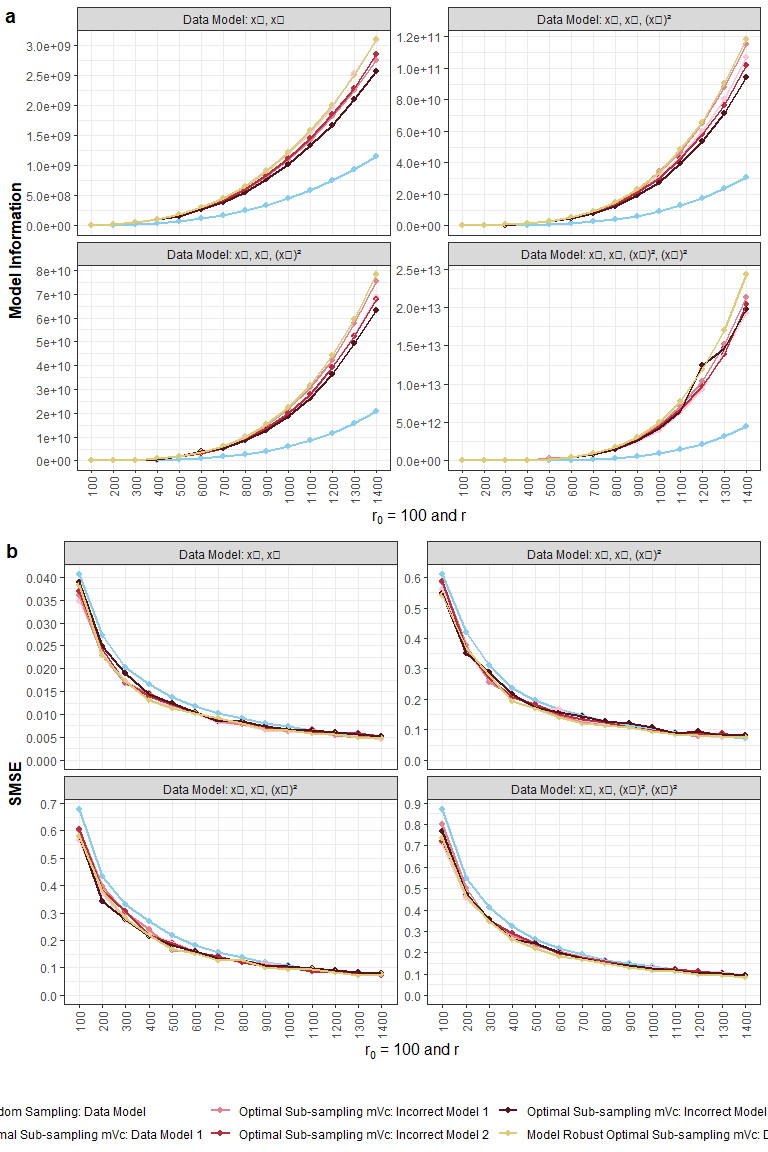 a
Data Model: x□, x□
Data Model: x□, x□, (x□)²
3.0e+09
2.5e+09
2.0e+09
1.5e+09
1.0e+09
5.0e+08
0.0e+00
1.2e+11
1.0e+11
8.0e+10
6.0e+10
4.0e+10
2.0e+10
0.0e+00
Model Information
Data Model: x□, x□, (x□)²
Data Model: x□, x□, (x□)², (x□)²
8e+10
7e+10
6e+10
5e+10
4e+10
3e+10
2e+10
1e+10
0e+00
2.5e+13
2.0e+13
1.5e+13
1.0e+13
5.0e+12
0.0e+00
100 200 300 400 500 600 700 800 900 1000 1100 1200 1300 1400
100 200 300 400 500 600 700 800 900 1000 1100 1200 1300 1400
r₀ = 100 and r
b
Data Model: x□, x□
Data Model: x□, x□, (x□)²
0.040
0.035
0.030
0.025
0.020
0.015
0.010
0.005
0.000
0.6
0.5
0.4
0.3
0.2
0.1
0.0
SMSE
Data Model: x□, x□, (x□)²
Data Model: x□, x□, (x□)², (x□)²
0.7
0.6
0.5
0.4
0.3
0.2
0.1
0.0
0.9
0.8
0.7
0.6
0.5
0.4
0.3
0.2
0.1
0.0
100 200 300 400 500 600 700 800 900 1000 1100 1200 1300 1400
100 200 300 400 500 600 700 800 900 1000 1100 1200 1300 1400
r₀ = 100 and r
dom Sampling: Data Model
Optimal Sub-sampling mVc: Incorrect Model 1
Optimal Sub-sampling mVc: Incorrect Model
mal Sub-sampling mVc: Data Model 1
Optimal Sub-sampling mVc: Incorrect Model 2
Model Robust Optimal Sub-sampling mVc: D